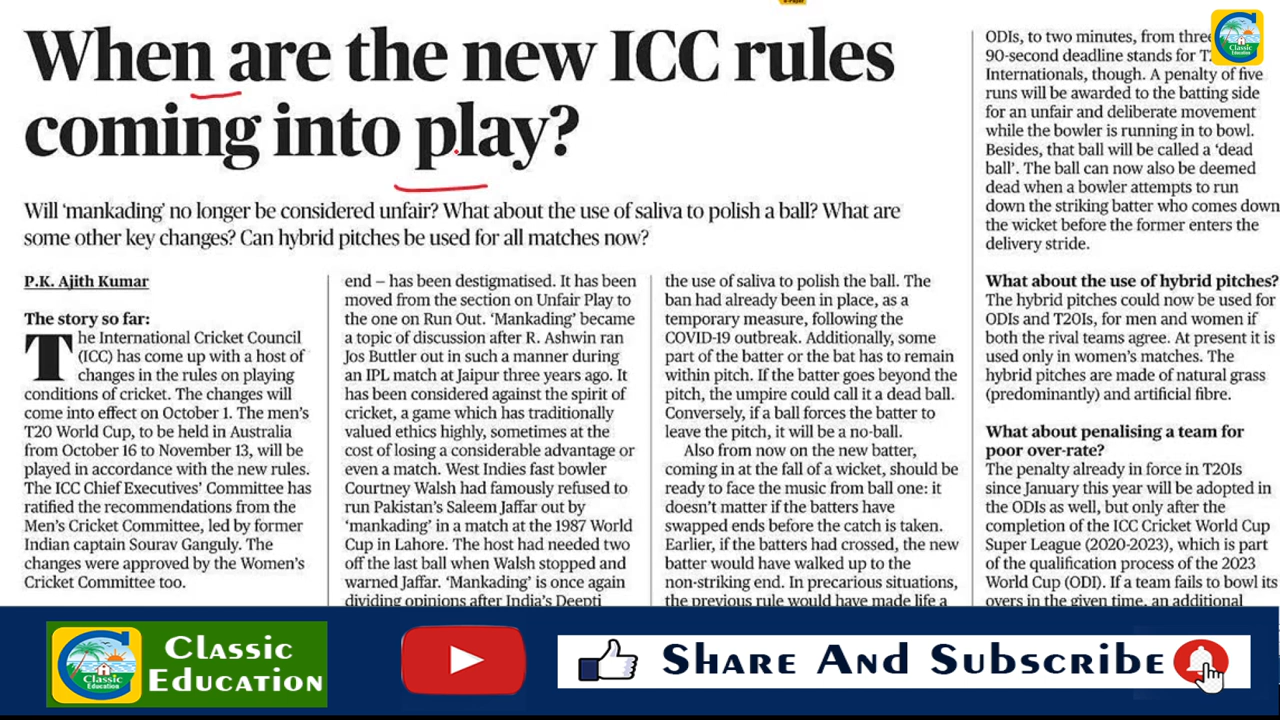 When are the new ICC rules
coming into play?
Will ‘mankading’ no longer be considered unfair? What about the use of saliva to polish a ball? What are
some other key changes? Can hybrid pitches be used for all matches now?
P.K. Ajith Kumar
The story so far:
The International Cricket Council
(ICC) has come up with a host of
changes in the rules on playing
conditions of cricket. The changes will
come into effect on October 1. The men’s
T20 World Cup, to be held in Australia
from October 16 to November 13, will be
played in accordance with the new rules.
The ICC Chief Executives’ Committee has
ratified the recommendations from the
Men’s Cricket Committee, led by former
Indian captain Sourav Ganguly. The
changes were approved by the Women’s
Cricket Committee too.
end – has been destigmatised. It has been
moved from the section on Unfair Play to
the one on Run Out. ‘Mankading’ became
a topic of discussion after R. Ashwin ran
Jos Buttler out in such a manner during
an IPL match at Jaipur three years ago. It
has been considered against the spirit of
cricket, a game which has traditionally
valued ethics highly, sometimes at the
cost of losing a considerable advantage or
even a match. West Indies fast bowler
Courtney Walsh had famously refused to
run Pakistan’s Saleem Jaffar out by
‘mankading’ in a match at the 1987 World
Cup in Lahore. The host had needed two
off the last ball when Walsh stopped and
warned Jaffar. ‘Mankading’ is once again
dividing opinions after India’s Deepti
the use of saliva to polish the ball. The
ban had already been in place, as a
temporary measure, following the
COVID-19 outbreak. Additionally, some
part of the batter or the bat has to remain
within pitch. If the batter goes beyond the
pitch, the umpire could call it a dead ball.
Conversely, if a ball forces the batter to
leave the pitch, it will be a no-ball.
Also from now on the new batter,
coming in at the fall of a wicket, should be
ready to face the music from ball one: it
doesn’t matter if the batters have
swapped ends before the catch is taken.
Earlier, if the batters had crossed, the new
batter would have walked up to the
non-striking end. In precarious situations,
the previous rule would have made life a
ODIs, to two minutes, from three
90-second deadline stands for
Internationals, though. A penalty of five
runs will be awarded to the batting side
for an unfair and deliberate movement
while the bowler is running in to bowl.
Besides, that ball will be called a ‘dead
ball’. The ball can now also be deemed
dead when a bowler attempts to run
down the striking batter who comes down
the wicket before the former enters the
delivery stride.
What about the use of hybrid pitches?
The hybrid pitches could now be used for
ODIs and T20Is, for men and women if
both the rival teams agree. At present it is
used only in women’s matches. The
hybrid pitches are made of natural grass
(predominantly) and artificial fibre.
What about penalising a team for
poor over-rate?
The penalty already in force in T20Is
since January this year will be adopted in
the ODIs as well, but only after the
completion of the ICC Cricket World Cup
Super League (2020-2023), which is part
of the qualification process of the 2023
World Cup (ODI). If a team fails to bowl its
overs in the given time, an additional
Classic
Education
Classic
Education
Classic
Education
Share And Subscribe